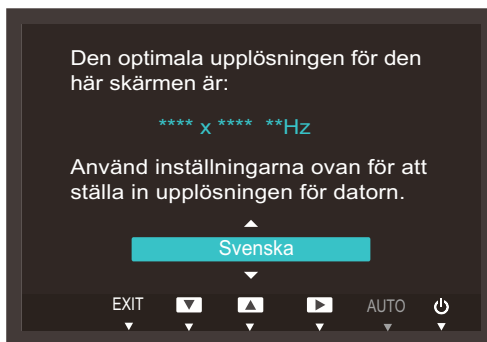 Den optimala upplösningen för den
här skärmen är:
**** x **** **Hz
Använd inställningarna ovan för att
ställa in upplösningen för datorn.
Svenska
EXIT AUTO